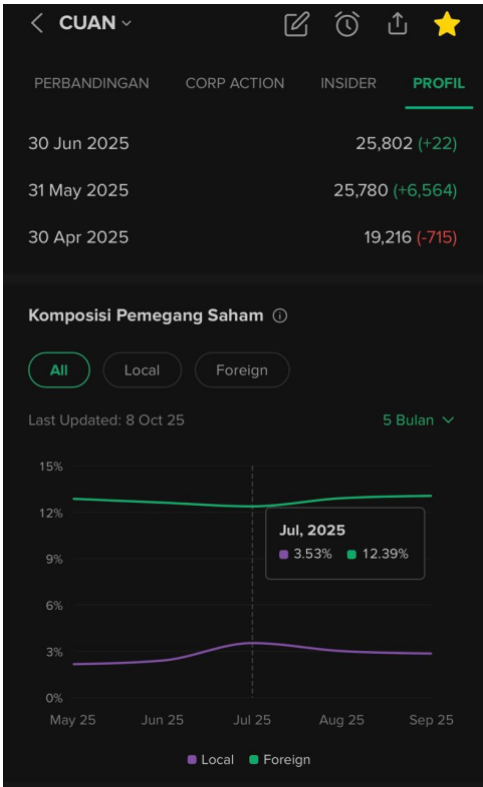 CUAN
PERBANDINGAN CORP ACTION INSIDER PROFIL
30 Jun 2025 25,802 (+22)
31 May 2025 25,780 (+6,564)
30 Apr 2025 19,216 (-715)
Komposisi Pemegang Saham
All Local Foreign
Last Updated: 8 Oct 25 5 Bulan
15%
12%
Jul, 2025
3.53% 12.39%
9%
6%
3%
0%
May 25 Jun 25 Jul 25 Aug 25 Sep 25
Local Foreign